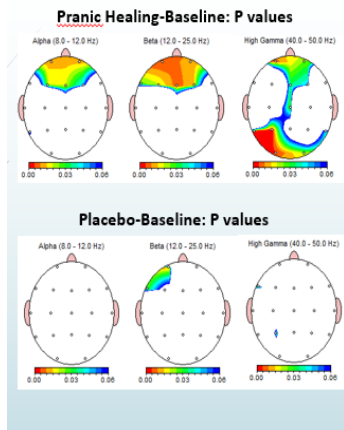 Pranic Healing-Baseline: P values
Alpha (8.0 - 12.0 Hz) Beta (12.0 - 25.0 Hz) High Gamma (40.0 - 50.0 Hz)
0.00 0.03 0.06 0.00 0.03 0.06 0.00 0.03 0.06
Placebo-Baseline: P values
Alpha (8.0 - 12.0 Hz) Beta (12.0 - 25.0 Hz) High Gamma (40.0 - 50.0 Hz)
0.00 0.03 0.06 0.00 0.03 0.06 0.00 0.03 0.06